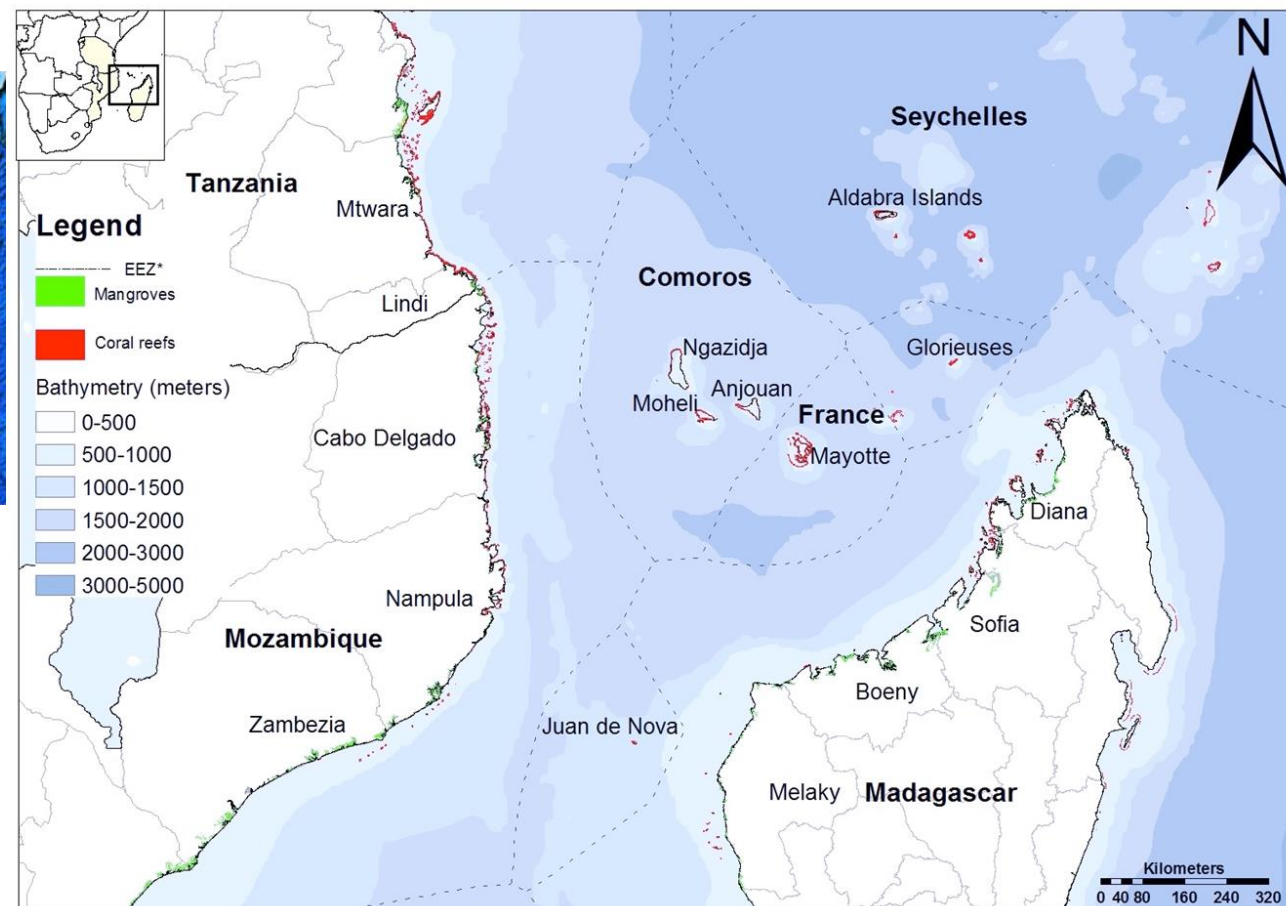 N
Seychelles
Tanzania
Aldabra Islands
Mtwara
Legend
EEZ*
Mangroves
Coral reefs
Comoros
Lindi
Ngazidja
Glorieuses
Anjouan
Moheli
France
Mayotte
Cabo Delgado
Bathymetry (meters)
0-500
500-1000
1000-1500
1500-2000
2000-3000
3000-5000
Diana
Nampula
Sofia
Mozambique
Boeny
Zambezia
Juan de Nova
Melaky
Madagascar
Kilometers
0 40 80 160 240 320